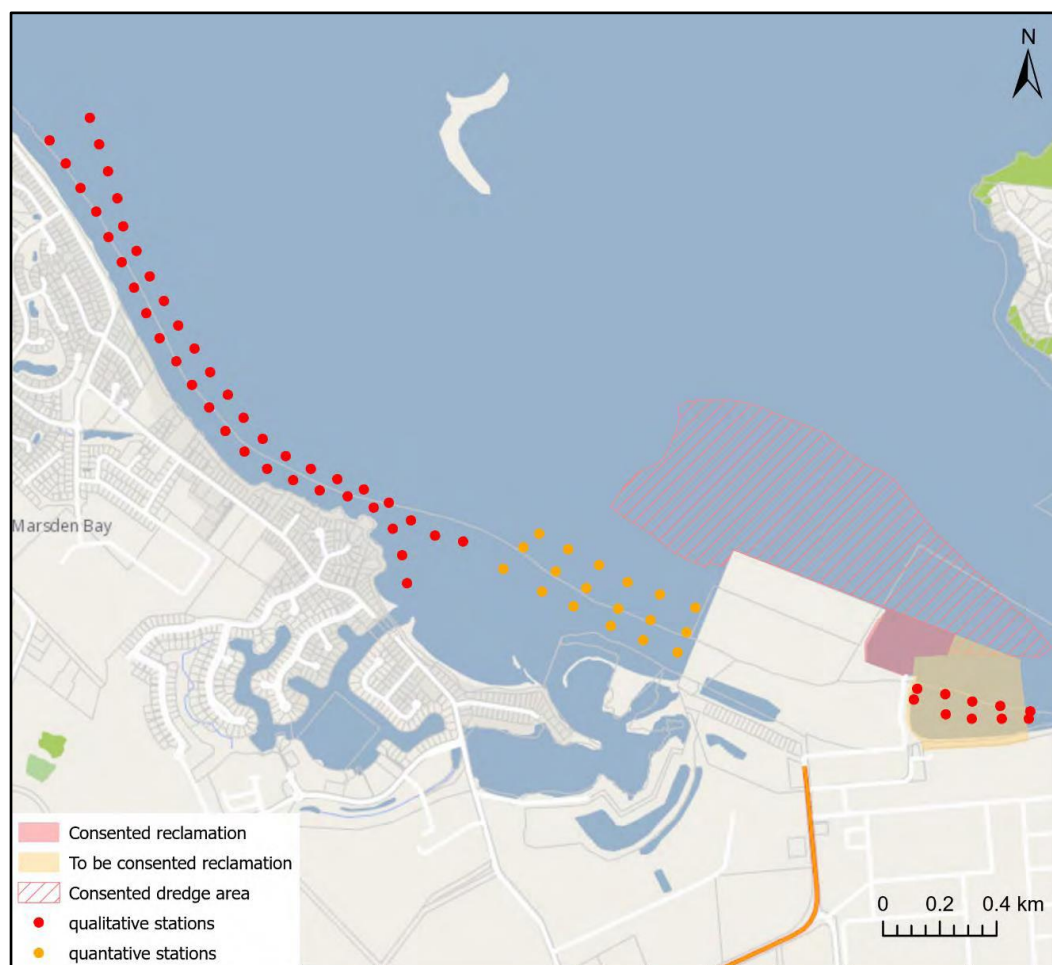 N
Marsden Bay
Consented reclamation
To be consented reclamation
Consented dredge area
qualitative stations
quantative stations
0 0.2 0.4 km